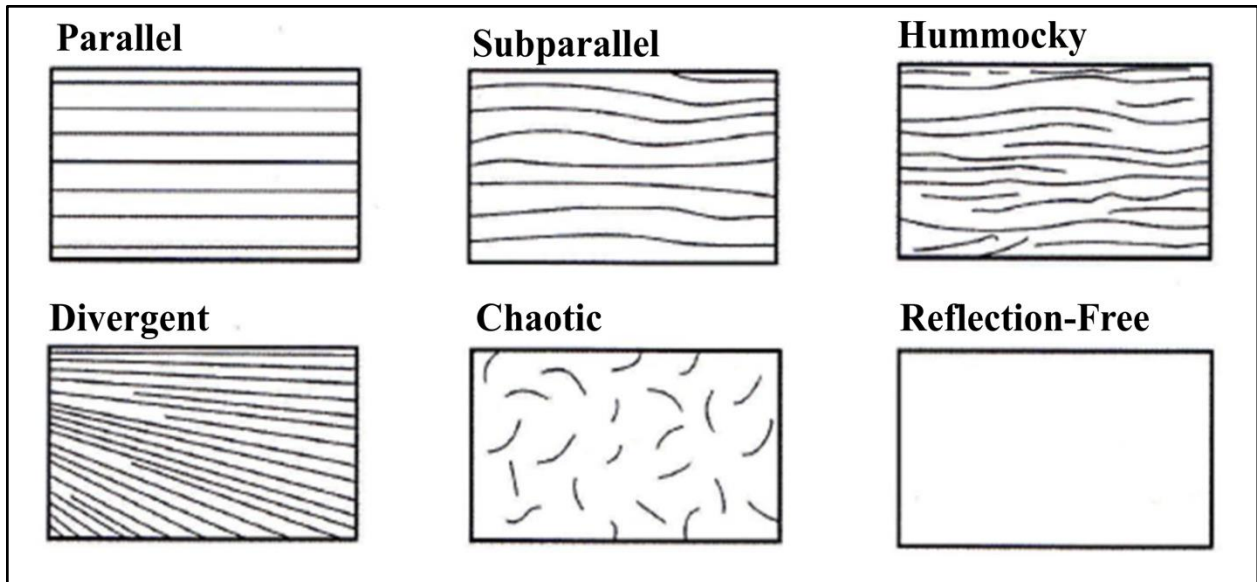 Parallel
Subparallel
Hummocky
Divergent
Chaotic
Reflection-Free